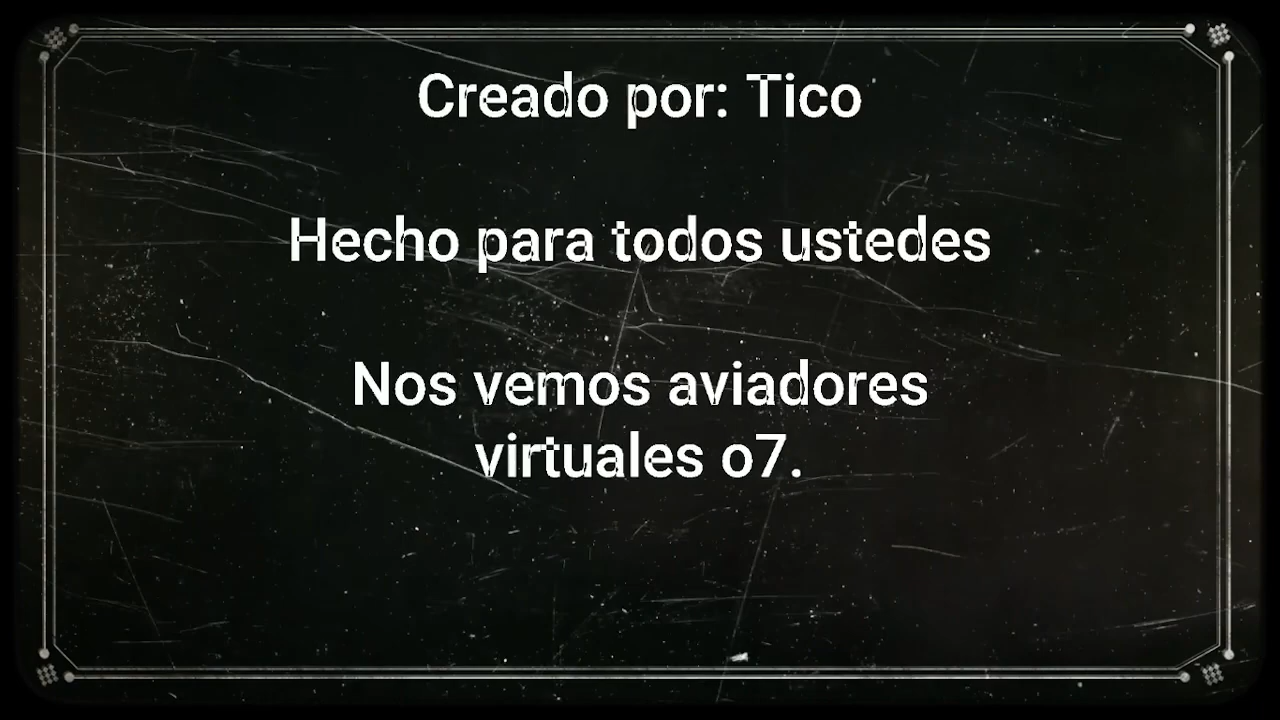 Creado por: Tico
Hecho para todos ustedes
Nos vemos aviadores
virtuales o7.